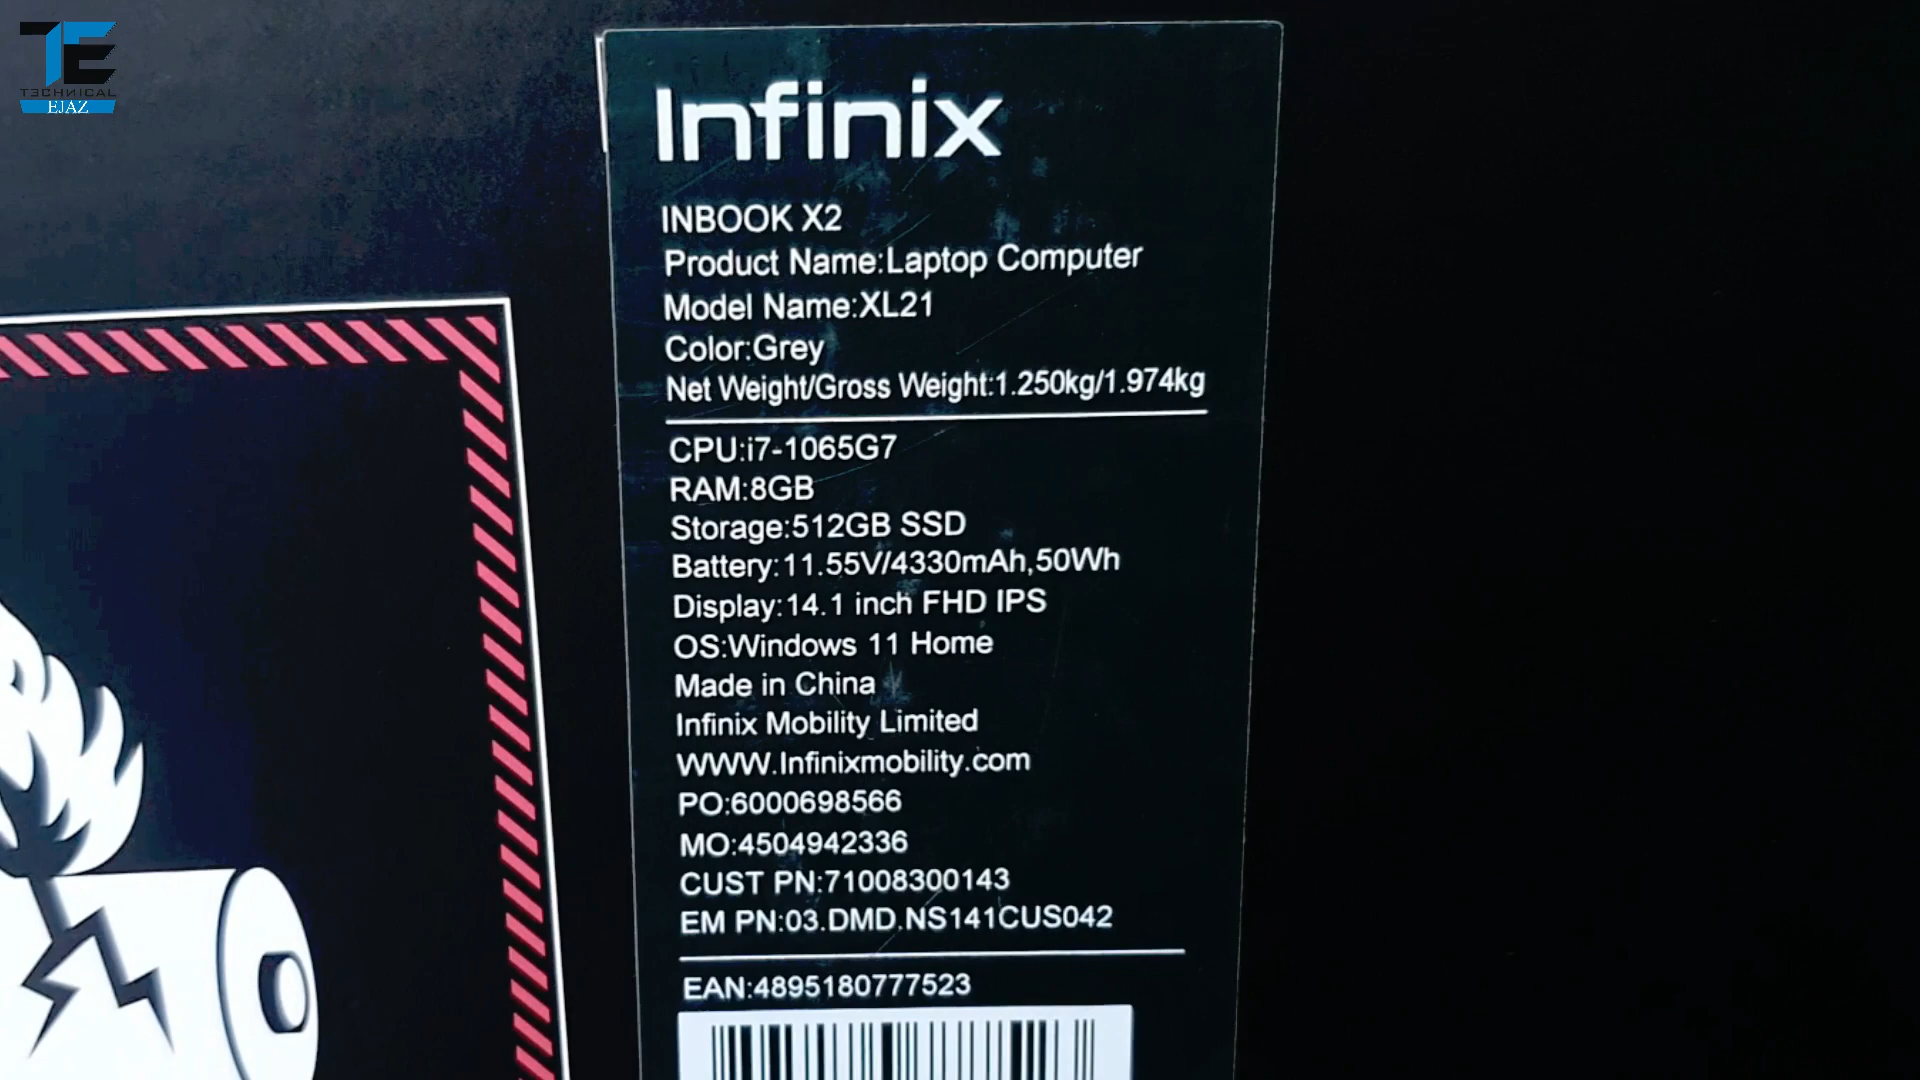 TECHNICAL
EJAZ
Infinix
INBOOK X2
Product Name:Laptop Computer
Model Name:XL21
Color:Grey
Net Weight/Gross Weight:1.250kg/1.974kg
CPU:i7-1065G7
RAM:8GB
Storage:512GB SSD
Battery:11.55V/4330mAh,50Wh
Display:14.1 inch FHD IPS
OS:Windows 11 Home
Made in China
Infinix Mobility Limited
WWW.Infinixmobility.com
PO:6000698566
MO:4504942336
CUST PN:71008300143
EM PN:03.DMD.NS141CUS042
EAN:4895180777523